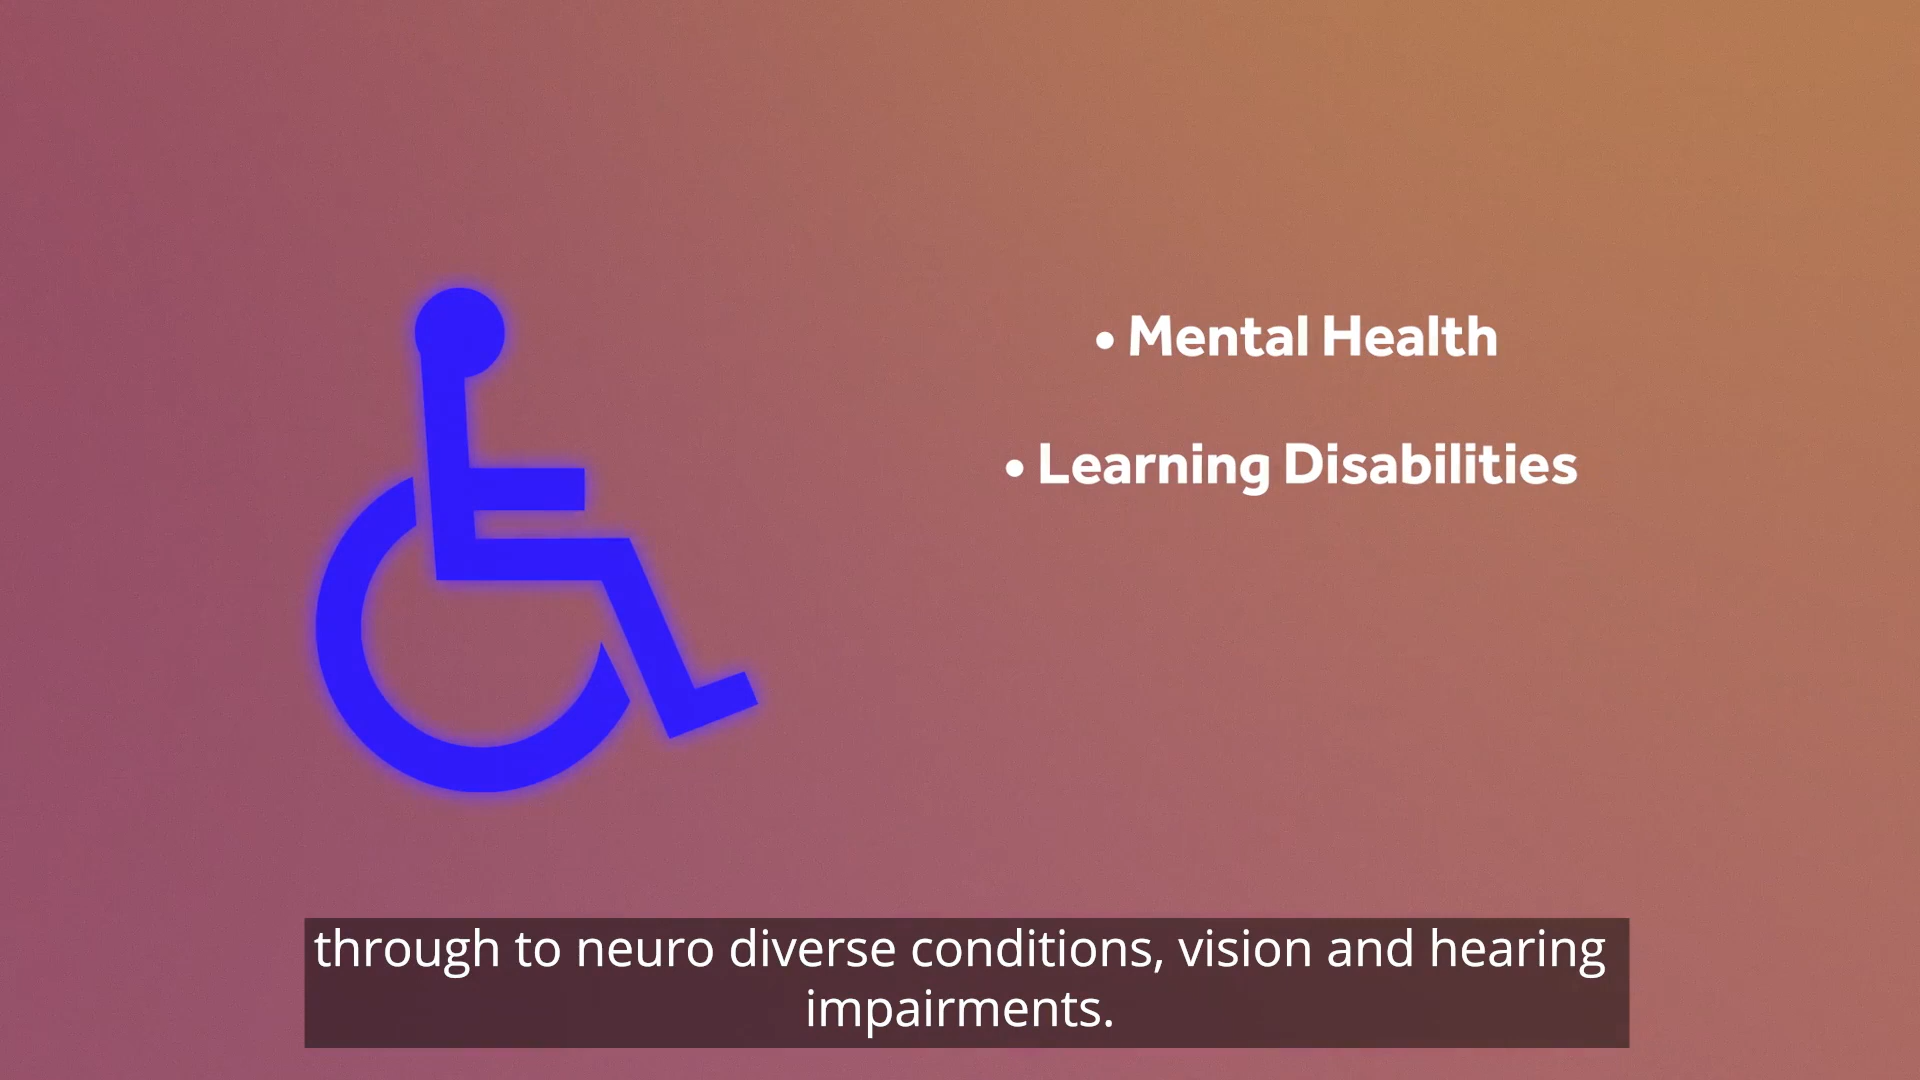 • Mental Health
• Learning Disabilities
through to neuro diverse conditions, vision and hearing
impairments.